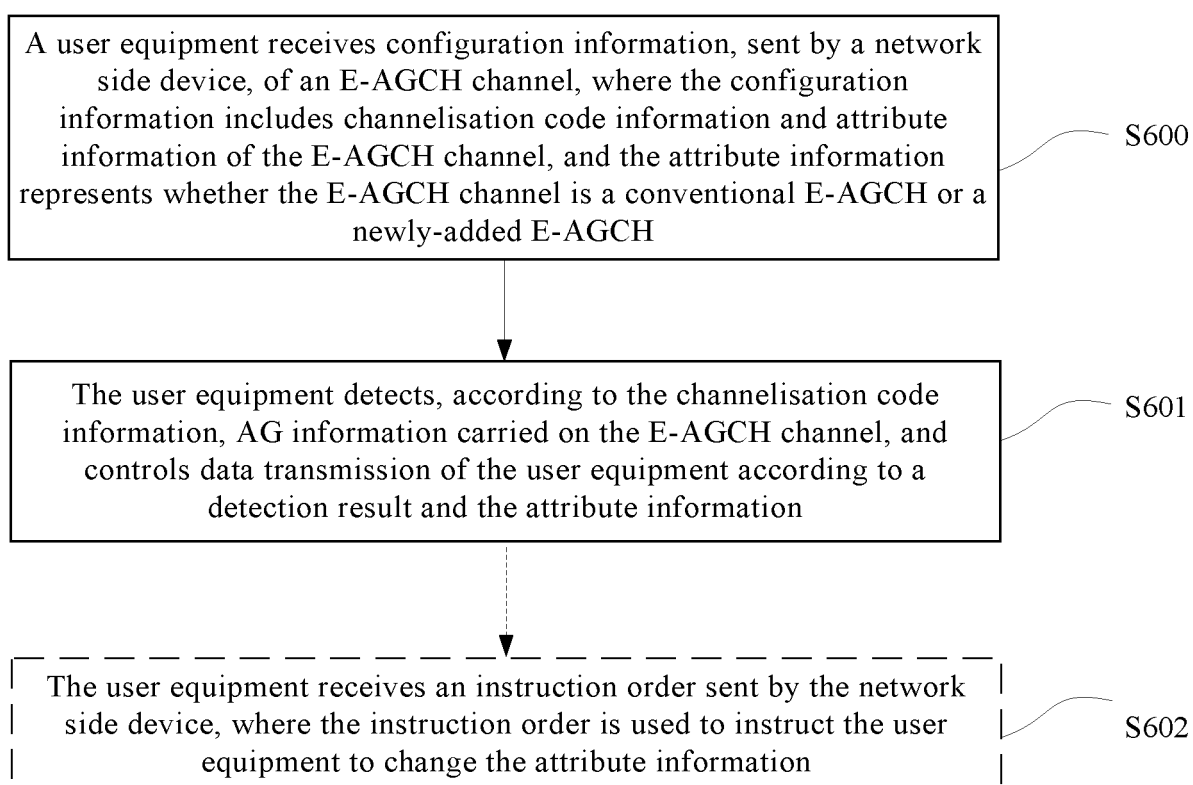 A user equipment receives configuration information, sent by a network
side device, of an E-AGCH channel, where the configuration
information includes channelisation code information and attribute
information of the E-AGCH channel, and the attribute information
represents whether the E-AGCH channel is a conventional E-AGCH or a
newly-added E-AGCH
S600
The user equipment detects, according to the channelisation code
information, AG information carried on the E-AGCH channel, and
controls data transmission of the user equipment according to a
detection result and the attribute information
S601
The user equipment receives an instruction order sent by the network
side device, where the instruction order is used to instruct the user
equipment to change the attribute information
S602